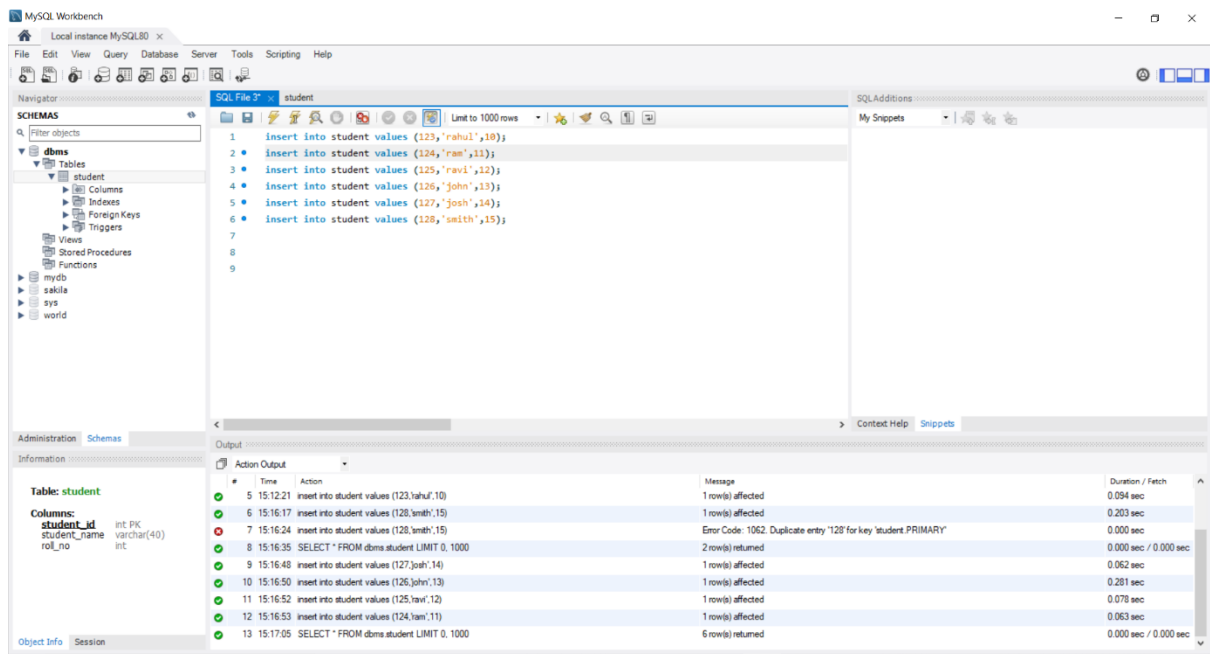 MySQL Workbench
Local instance MySQL80 ×
File Edit View Query Database Server Tools Scripting Help
Navigator
SCHEMAS
Filter objects
dbms
Tables
student
Columns
Indexes
Foreign Keys
Triggers
Views
Stored Procedures
Functions
mydb
sakila
sys
world
Administration Schemas
Information
Table: student
Columns:
student_id int PK
student_name varchar(40)
roll_no int
Object Info Session
SQL File 3* × student
Limit to 1000 rows
1 insert into student values (123,'rahul',10);
2 insert into student values (124,'ram',11);
3 insert into student values (125,'ravi',12);
4 insert into student values (126,'john',13);
5 insert into student values (127,'josh',14);
6 insert into student values (128,'smith',15);
7
8
9
SQLAdditions
My Snippets
Context Help Snippets
Output
Action Output
# Time Action Message Duration / Fetch
5 15:12:21 insert into student values (123,'rahul',10) 1 row(s) affected 0.094 sec
6 15:16:17 insert into student values (128,'smith',15) 1 row(s) affected 0.203 sec
7 15:16:24 insert into student values (128,'smith',15) Error Code: 1062. Duplicate entry '128' for key 'student.PRIMARY' 0.000 sec
8 15:16:35 SELECT * FROM dbms.student LIMIT 0, 1000 2 row(s) returned 0.000 sec / 0.000 sec
9 15:16:48 insert into student values (127,'josh',14) 1 row(s) affected 0.062 sec
10 15:16:50 insert into student values (126,'john',13) 1 row(s) affected 0.281 sec
11 15:16:52 insert into student values (125,'ravi',12) 1 row(s) affected 0.078 sec
12 15:16:53 insert into student values (124,'ram',11) 1 row(s) affected 0.063 sec
13 15:17:05 SELECT * FROM dbms.student LIMIT 0, 1000 6 row(s) returned 0.000 sec / 0.000 sec